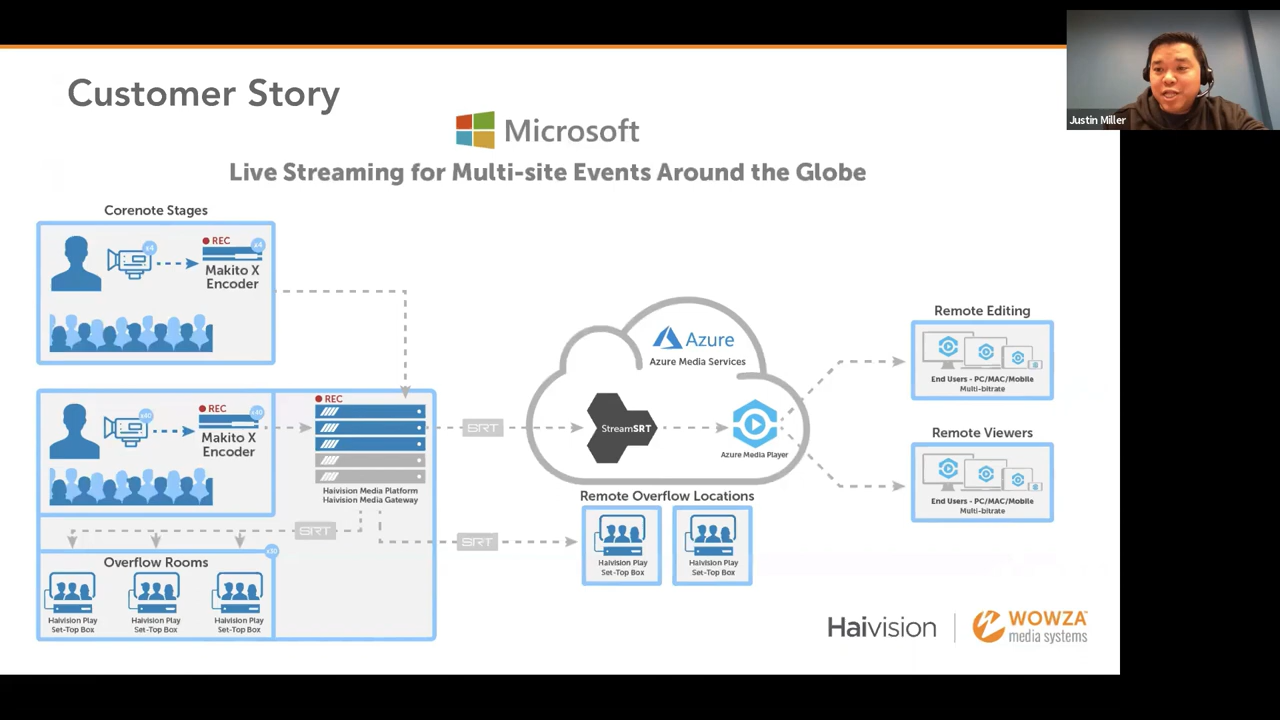 Customer Story
Microsoft
Live Streaming for Multi-site Events Around the Globe
Justin Miller
Corenote Stages
x4
REC
x4
Makito X
Encoder
x40
REC
x40
Makito X
Encoder
REC
Haivision Media Platform
Haivision Media Gateway
SRT
SRT
SRT
Overflow Rooms
Haivision Play
Set-Top Box
Haivision Play
Set-Top Box
Haivision Play
Set-Top Box
Azure
Azure Media Services
StreamSRT
Azure Media Player
Remote Overflow Locations
Haivision Play
Set-Top Box
Haivision Play
Set-Top Box
Remote Editing
End Users - PC/MAC/Mobile
Multi-bitrate
Remote Viewers
End Users - PC/MAC/Mobile
Multi-bitrate
Haivision
WOWZA
media systems